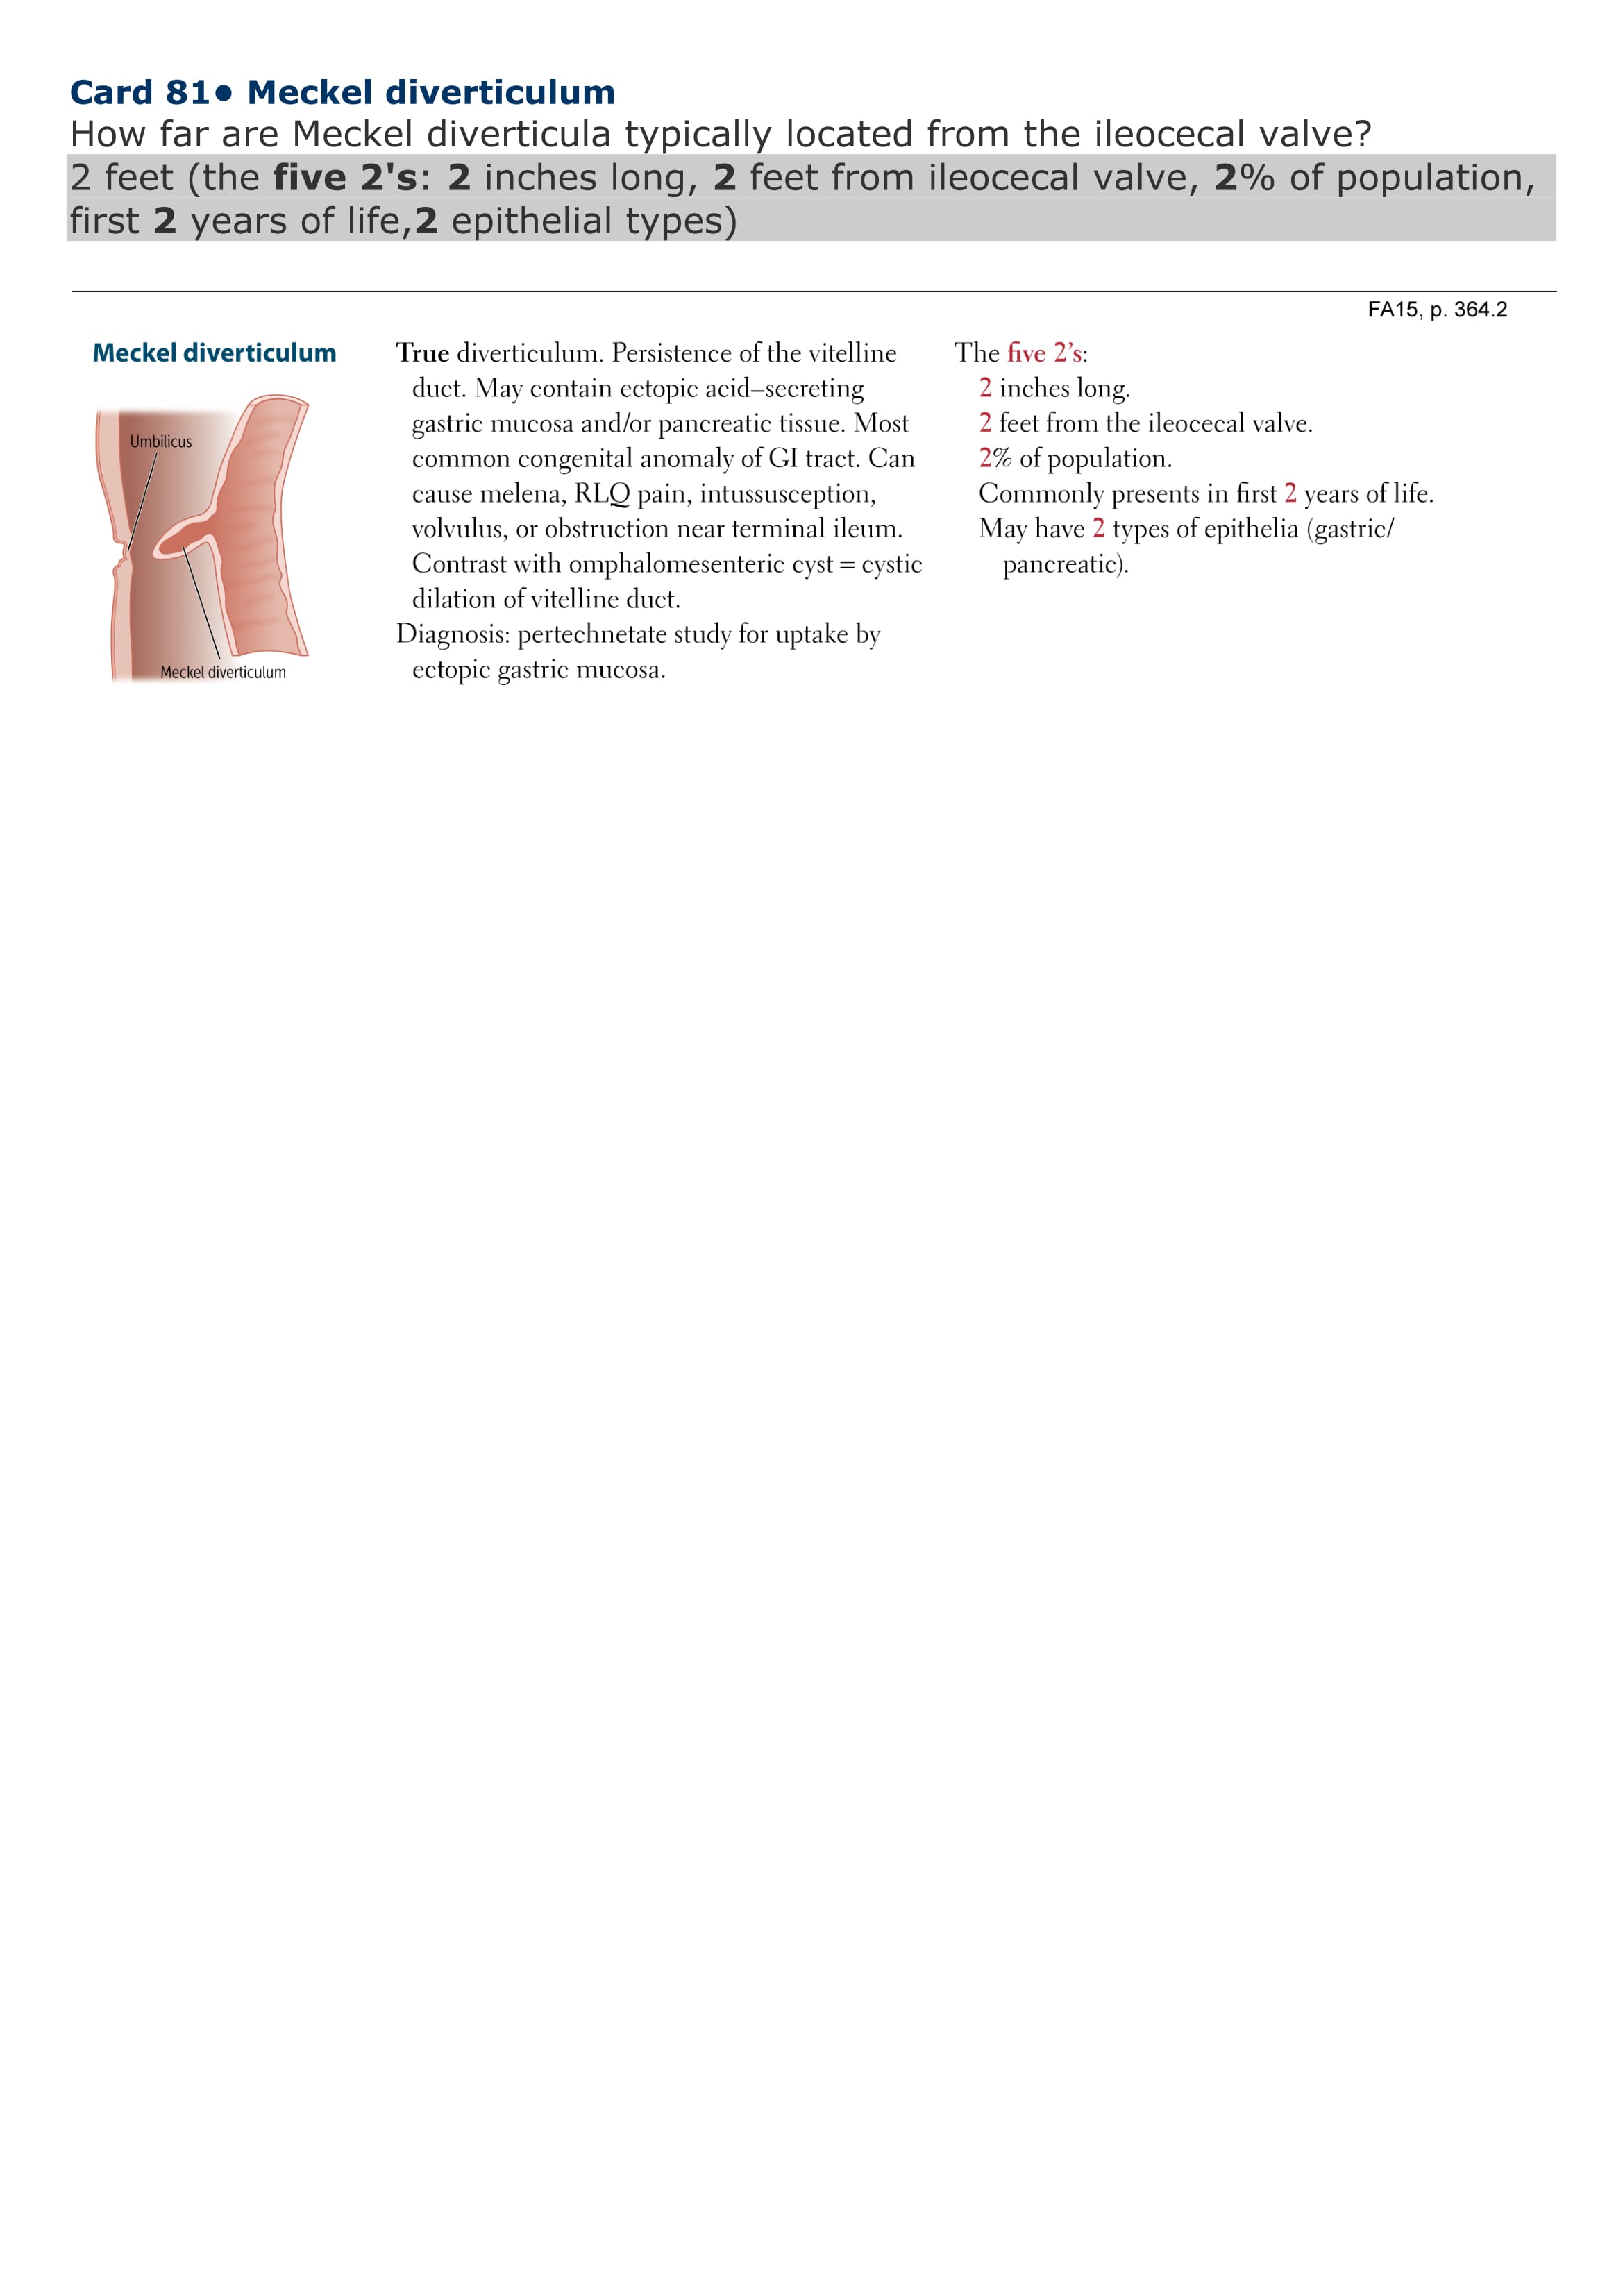 Card 81● Meckel diverticulum
How far are Meckel diverticula typically located from the ileocecal valve?
2 feet (the five 2's: 2 inches long, 2 feet from ileocecal valve, 2% of population,
first 2 years of life,2 epithelial types)
FA15, p. 364.2
Meckel diverticulum
Umbilicus
Meckel diverticulum
True diverticulum. Persistence of the vitelline
duct. May contain ectopic acid–secreting
gastric mucosa and/or pancreatic tissue. Most
common congenital anomaly of GI tract. Can
cause melena, RLQ pain, intussusception,
volvulus, or obstruction near terminal ileum.
Contrast with omphalomesenteric cyst = cystic
dilation of vitelline duct.
Diagnosis: pertechnetate study for uptake by
ectopic gastric mucosa.
The five 2’s:
2 inches long.
2 feet from the ileocecal valve.
2% of population.
Commonly presents in first 2 years of life.
May have 2 types of epithelia (gastric/
pancreatic).